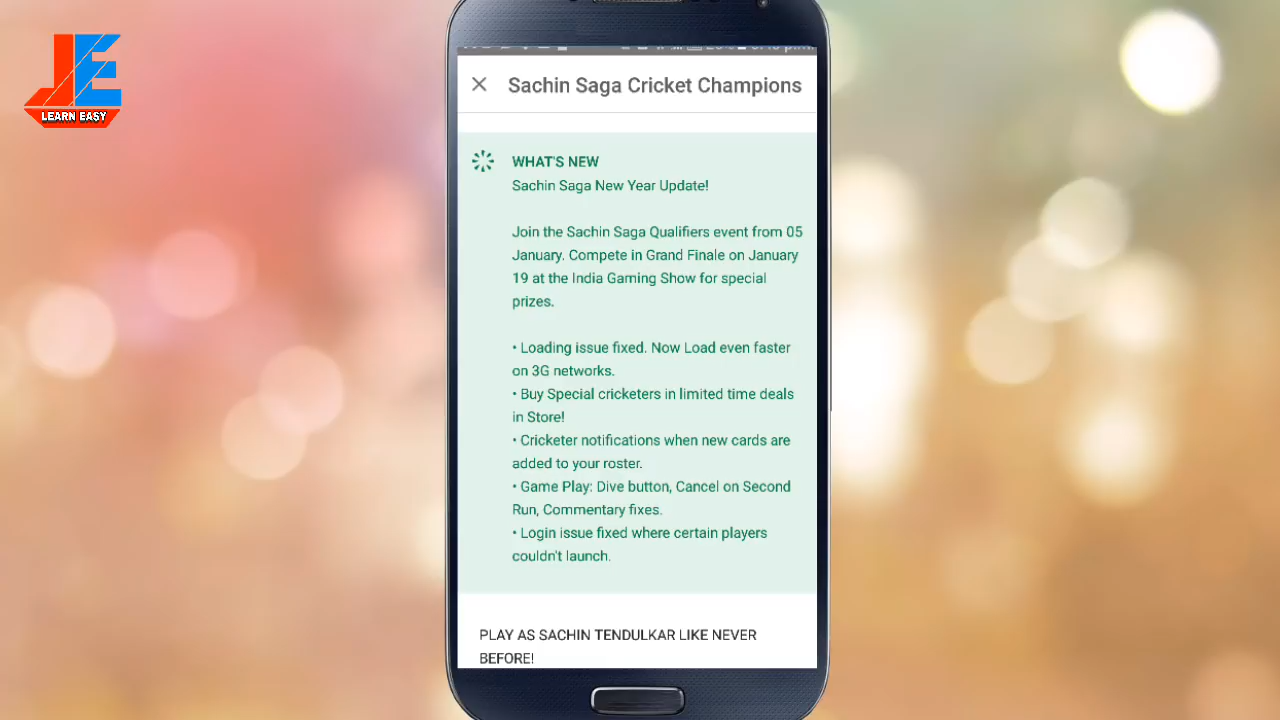 LEARN EASY
Sachin Saga Cricket Champions
WHAT'S NEW
Sachin Saga New Year Update!
Join the Sachin Saga Qualifiers event from 05
January. Compete in Grand Finale on January
19 at the India Gaming Show for special
prizes.
• Loading issue fixed. Now Load even faster
on 3G networks.
• Buy Special cricketers in limited time deals
in Store!
• Cricketer notifications when new cards are
added to your roster.
• Game Play: Dive button, Cancel on Second
Run, Commentary fixes.
• Login issue fixed where certain players
couldn't launch.
PLAY AS SACHIN TENDULKAR LIKE NEVER
BEFORE!